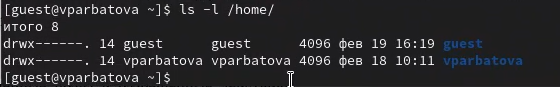 [guest@vparbatova ~]$ ls -l /home/
итого 8
drwx------. 14 guest      guest      4096 фев 19 16:19 guest
drwx------. 14 vparbatova vparbatova 4096 фев 18 10:11 vparbatova
[guest@vparbatova ~]$